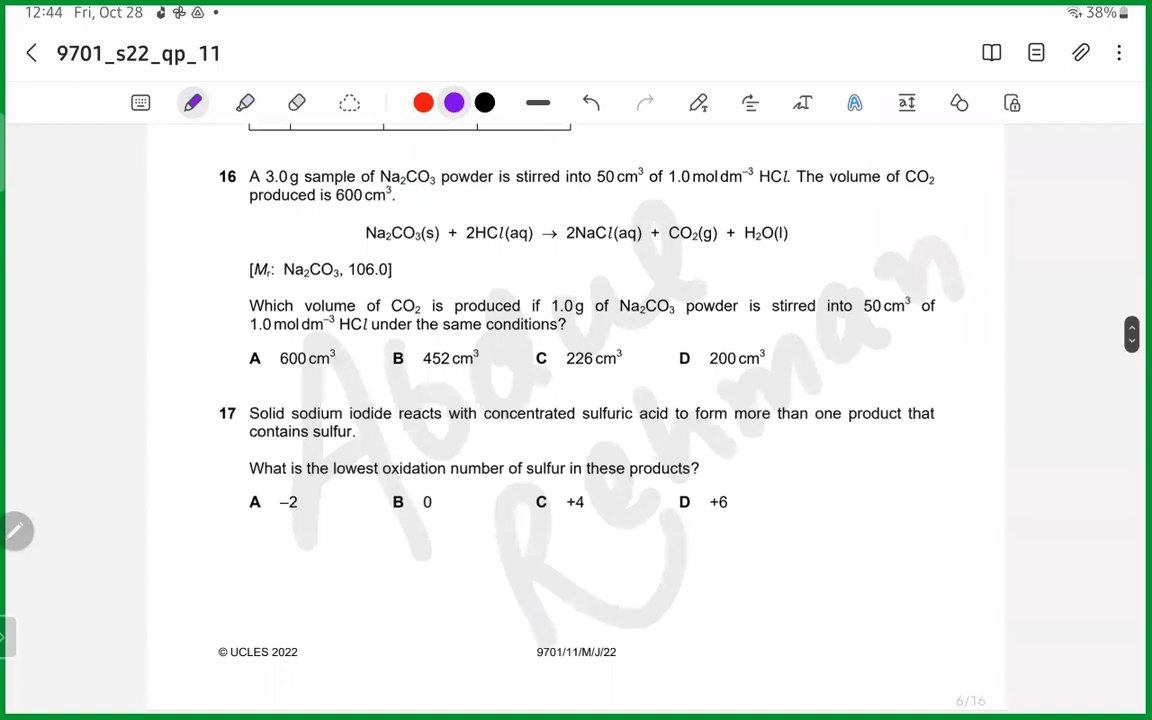 12:44 Fri, Oct 28
38%
9701_s22_qp_11
16 A 3.0g sample of Na₂CO₃ powder is stirred into 50 cm³ of 1.0 mol dm⁻³ HCl. The volume of CO₂
produced is 600 cm³.
Na₂CO₃(s) + 2HCl(aq) → 2NaCl(aq) + CO₂(g) + H₂O(l)
[Mᵣ: Na₂CO₃, 106.0]
Which volume of CO₂ is produced if 1.0 g of Na₂CO₃ powder is stirred into 50 cm³ of
1.0 mol dm⁻³ HCl under the same conditions?
A 600 cm³ B 452 cm³ C 226 cm³ D 200 cm³
17 Solid sodium iodide reacts with concentrated sulfuric acid to form more than one product that
contains sulfur.
What is the lowest oxidation number of sulfur in these products?
A –2 B 0 C +4 D +6
Abdul
Rehman
© UCLES 2022 9701/11/M/J/22
6/16